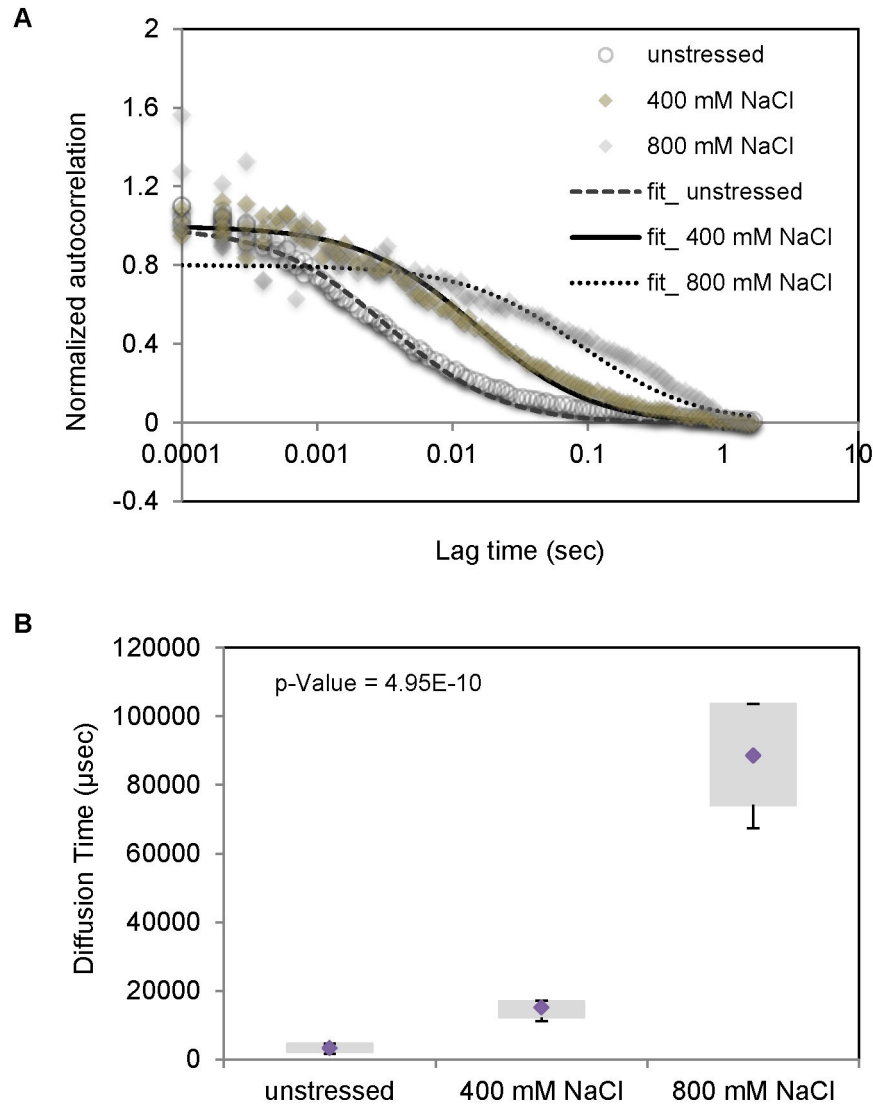 A
2
1.6
1.2
0.8
0.4
0
-0.4
Normalized autocorrelation
unstressed
400 mM NaCl
800 mM NaCl
fit_ unstressed
fit_ 400 mM NaCl
fit_ 800 mM NaCl
0.0001 0.001 0.01 0.1 1 10
Lag time (sec)
B
120000
100000
80000
60000
40000
20000
0
Diffusion Time (µsec)
p-Value = 4.95E-10
unstressed 400 mM NaCl 800 mM NaCl